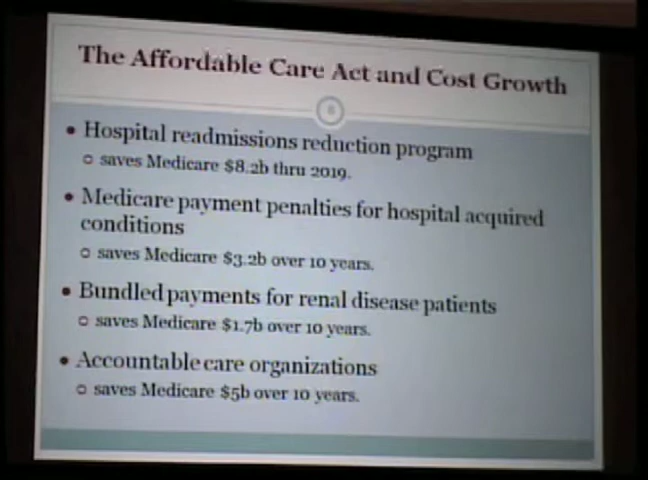 The Affordable Care Act and Cost Growth
• Hospital readmissions reduction program
○ saves Medicare $8.2b thru 2019.
• Medicare payment penalties for hospital acquired
conditions
○ saves Medicare $3.2b over 10 years.
• Bundled payments for renal disease patients
○ saves Medicare $1.7b over 10 years.
• Accountable care organizations
○ saves Medicare $5b over 10 years.